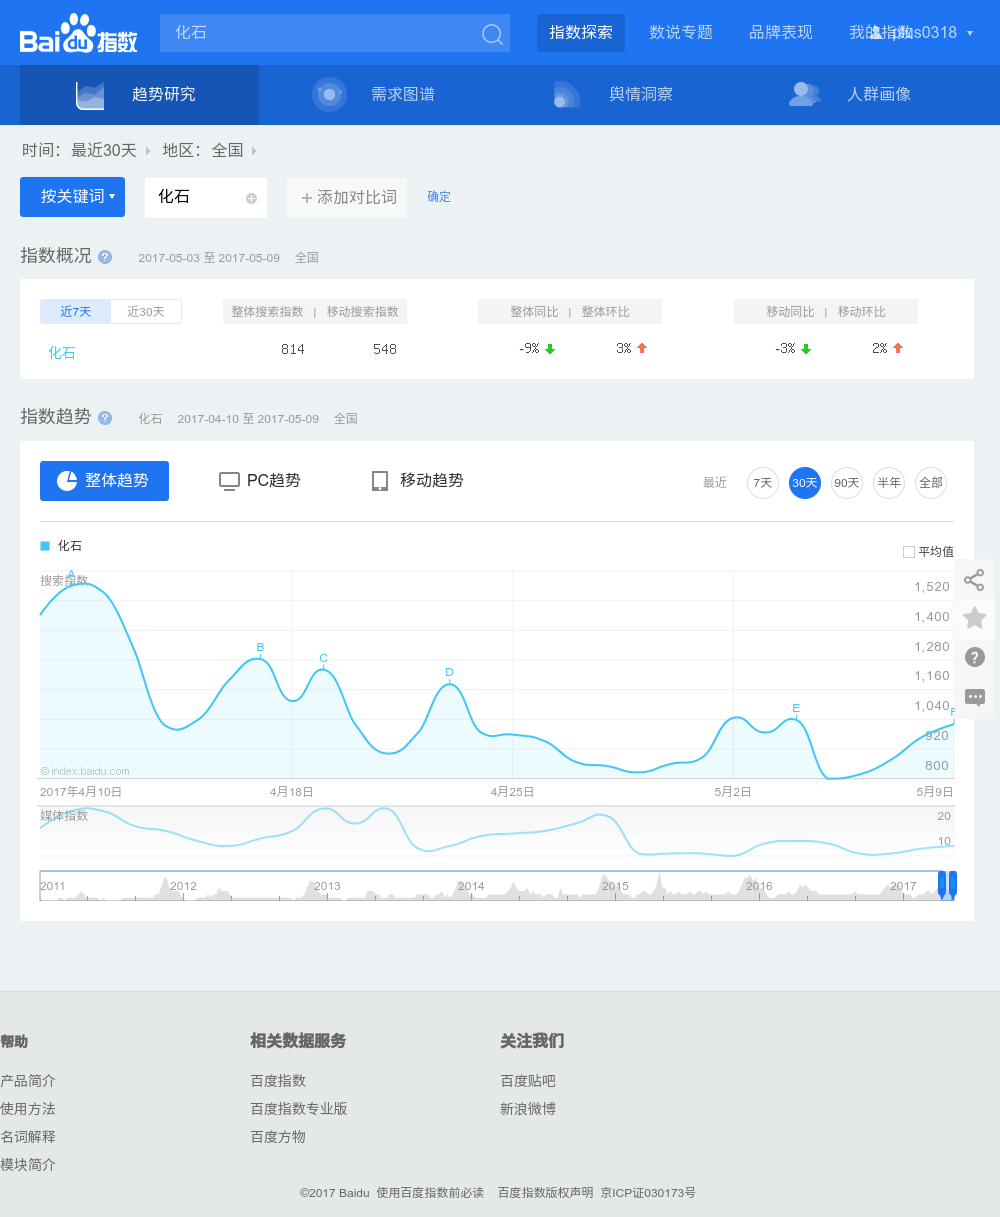 Bai du 指数
化石
指数探索 数说专题 品牌表现 我的指数 plus0318
趋势研究 需求图谱 舆情洞察 人群画像
时间: 最近30天 地区: 全国
按关键词 化石 +添加对比词 确定
指数概况 ? 2017-05-03 至 2017-05-09 全国
近7天 近30天 整体搜索指数 | 移动搜索指数 整体同比 | 整体环比 移动同比 | 移动环比
化石 814 548 -9% 3% -3% 2%
指数趋势 ? 化石 2017-04-10 至 2017-05-09 全国
整体趋势 PC趋势 移动趋势 最近 7天 30天 90天 半年 全部
化石
平均值
搜索指数
A
B
C
D
E
F
1,520
1,400
1,280
1,160
1,040
920
800
©index.baidu.com
2017年4月10日 4月18日 4月25日 5月2日 5月9日
媒体指数
20
10
2011 2012 2013 2014 2015 2016 2017
?
帮助 相关数据服务 关注我们
产品简介 百度指数 百度贴吧
使用方法 百度指数专业版 新浪微博
名词解释 百度方物
模块简介
©2017 Baidu 使用百度指数前必读 百度指数版权声明 京ICP证030173号